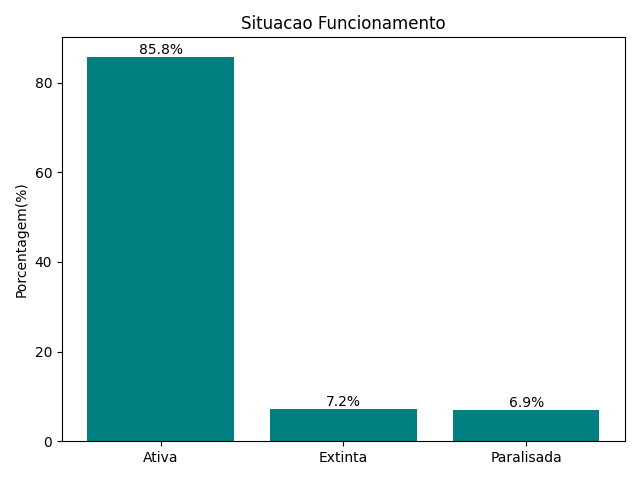 Situacao Funcionamento
85.8%
80
60
Porcentagem(%)
40
20
7.2%
6.9%
0
Ativa
Extinta
Paralisada